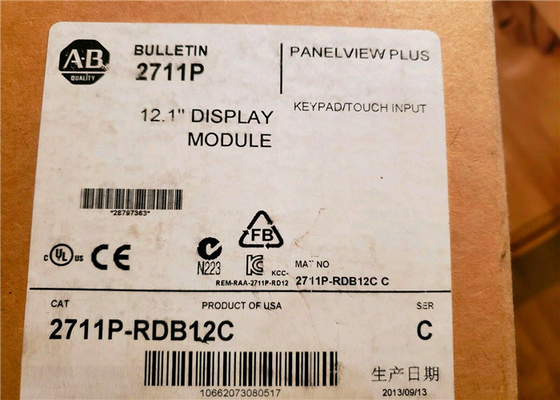 A-B
QUALITY
BULLETIN
2711P
PANELVIEW PLUS
12.1" DISPLAY
MODULE
KEYPAD/TOUCH INPUT
*28797363*
FB
C UL US
LISTED
CE
N223
KCC-
REM-RAA-2711P-RD12
MAT NO
2711P-RDB12C C
CAT
PRODUCT OF USA
SER
2711P-RDB12C
C
10662073080517
生产日期
2013/09/13